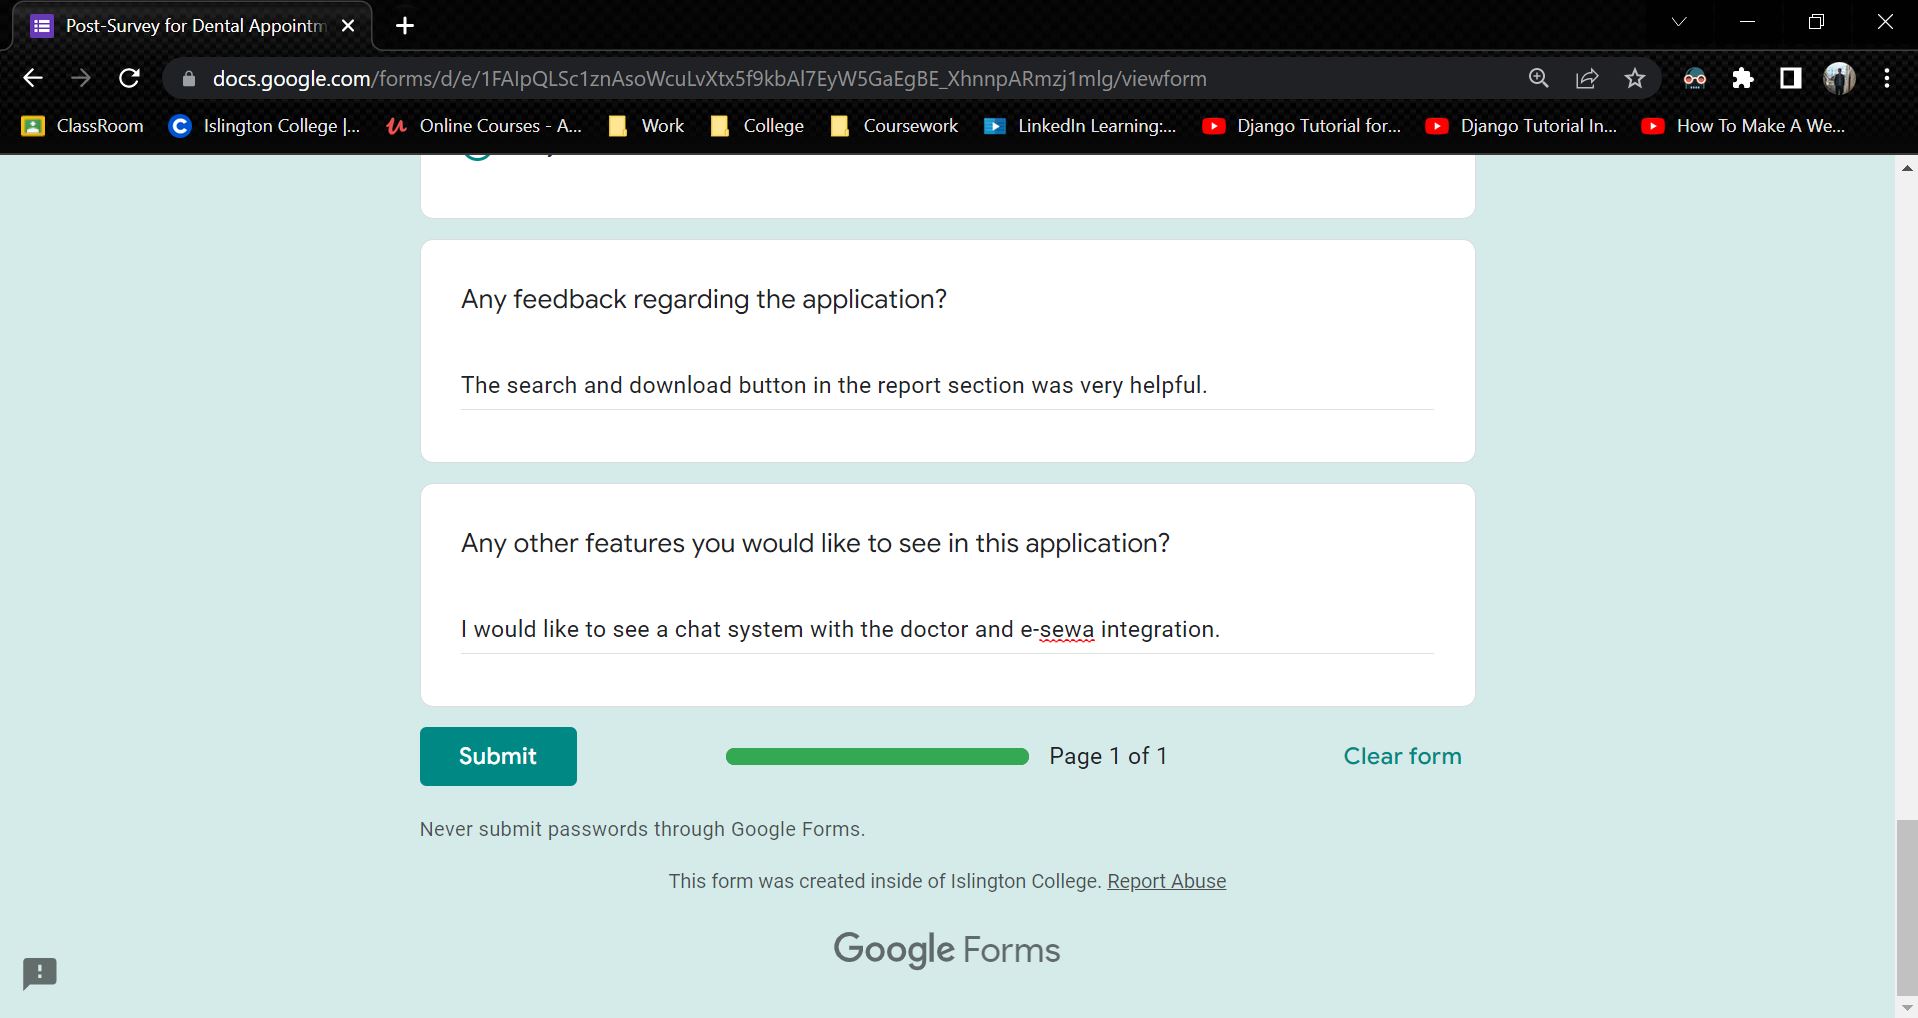 Post-Survey for Dental Appointm
docs.google.com/forms/d/e/1FAIpQLSc1znAsoWcuLvXtx5f9kbAl7EyW5GaEgBE_XhnnpARmzj1mlg/viewform
ClassRoom
Islington College |...
Online Courses - A...
Work
College
Coursework
LinkedIn Learning:...
Django Tutorial for...
Django Tutorial In...
How To Make A We...
Any feedback regarding the application?
The search and download button in the report section was very helpful.
Any other features you would like to see in this application?
I would like to see a chat system with the doctor and e-sewa integration.
Submit
Page 1 of 1
Clear form
Never submit passwords through Google Forms.
This form was created inside of Islington College. Report Abuse
Google Forms